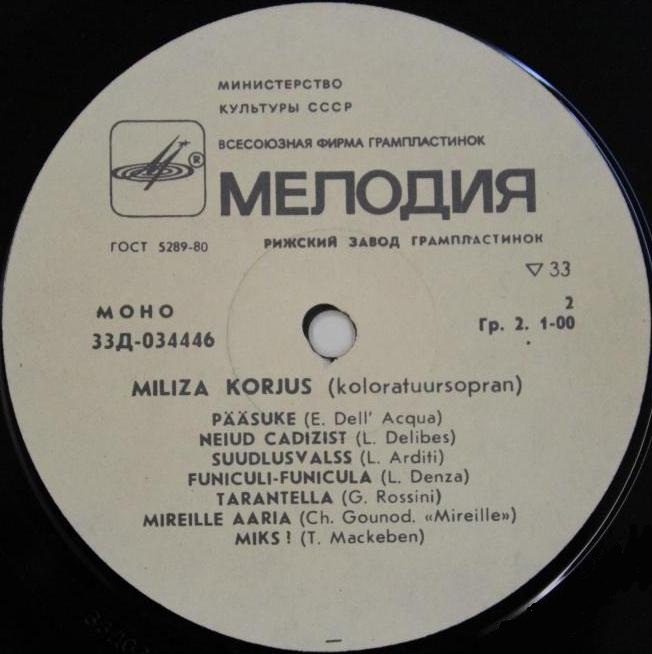 МИНИСТЕРСТВО
КУЛЬТУРЫ СССР
ВСЕСОЮЗНАЯ ФИРМА ГРАМПЛАСТИНОК
®
МЕЛОДИЯ
ГОСТ 5289-80
РИЖСКИЙ ЗАВОД ГРАМПЛАСТИНОК
▽ 33
МОНО
2
33Д-034446
Гр. 2. 1-00
MILIZA KORJUS (koloratuursopran)
PÄÄSUKE (E. Dell' Acqua)
NEIUD CADIZIST (L. Delibes)
SUUDLUSVALSS (L. Arditi)
FUNICULI-FUNICULA (L. Denza)
TARANTELLA (G. Rossini)
MIREILLE AARIA (Ch. Gounod. «Mireille»)
MIKS! (T. Mackeben)